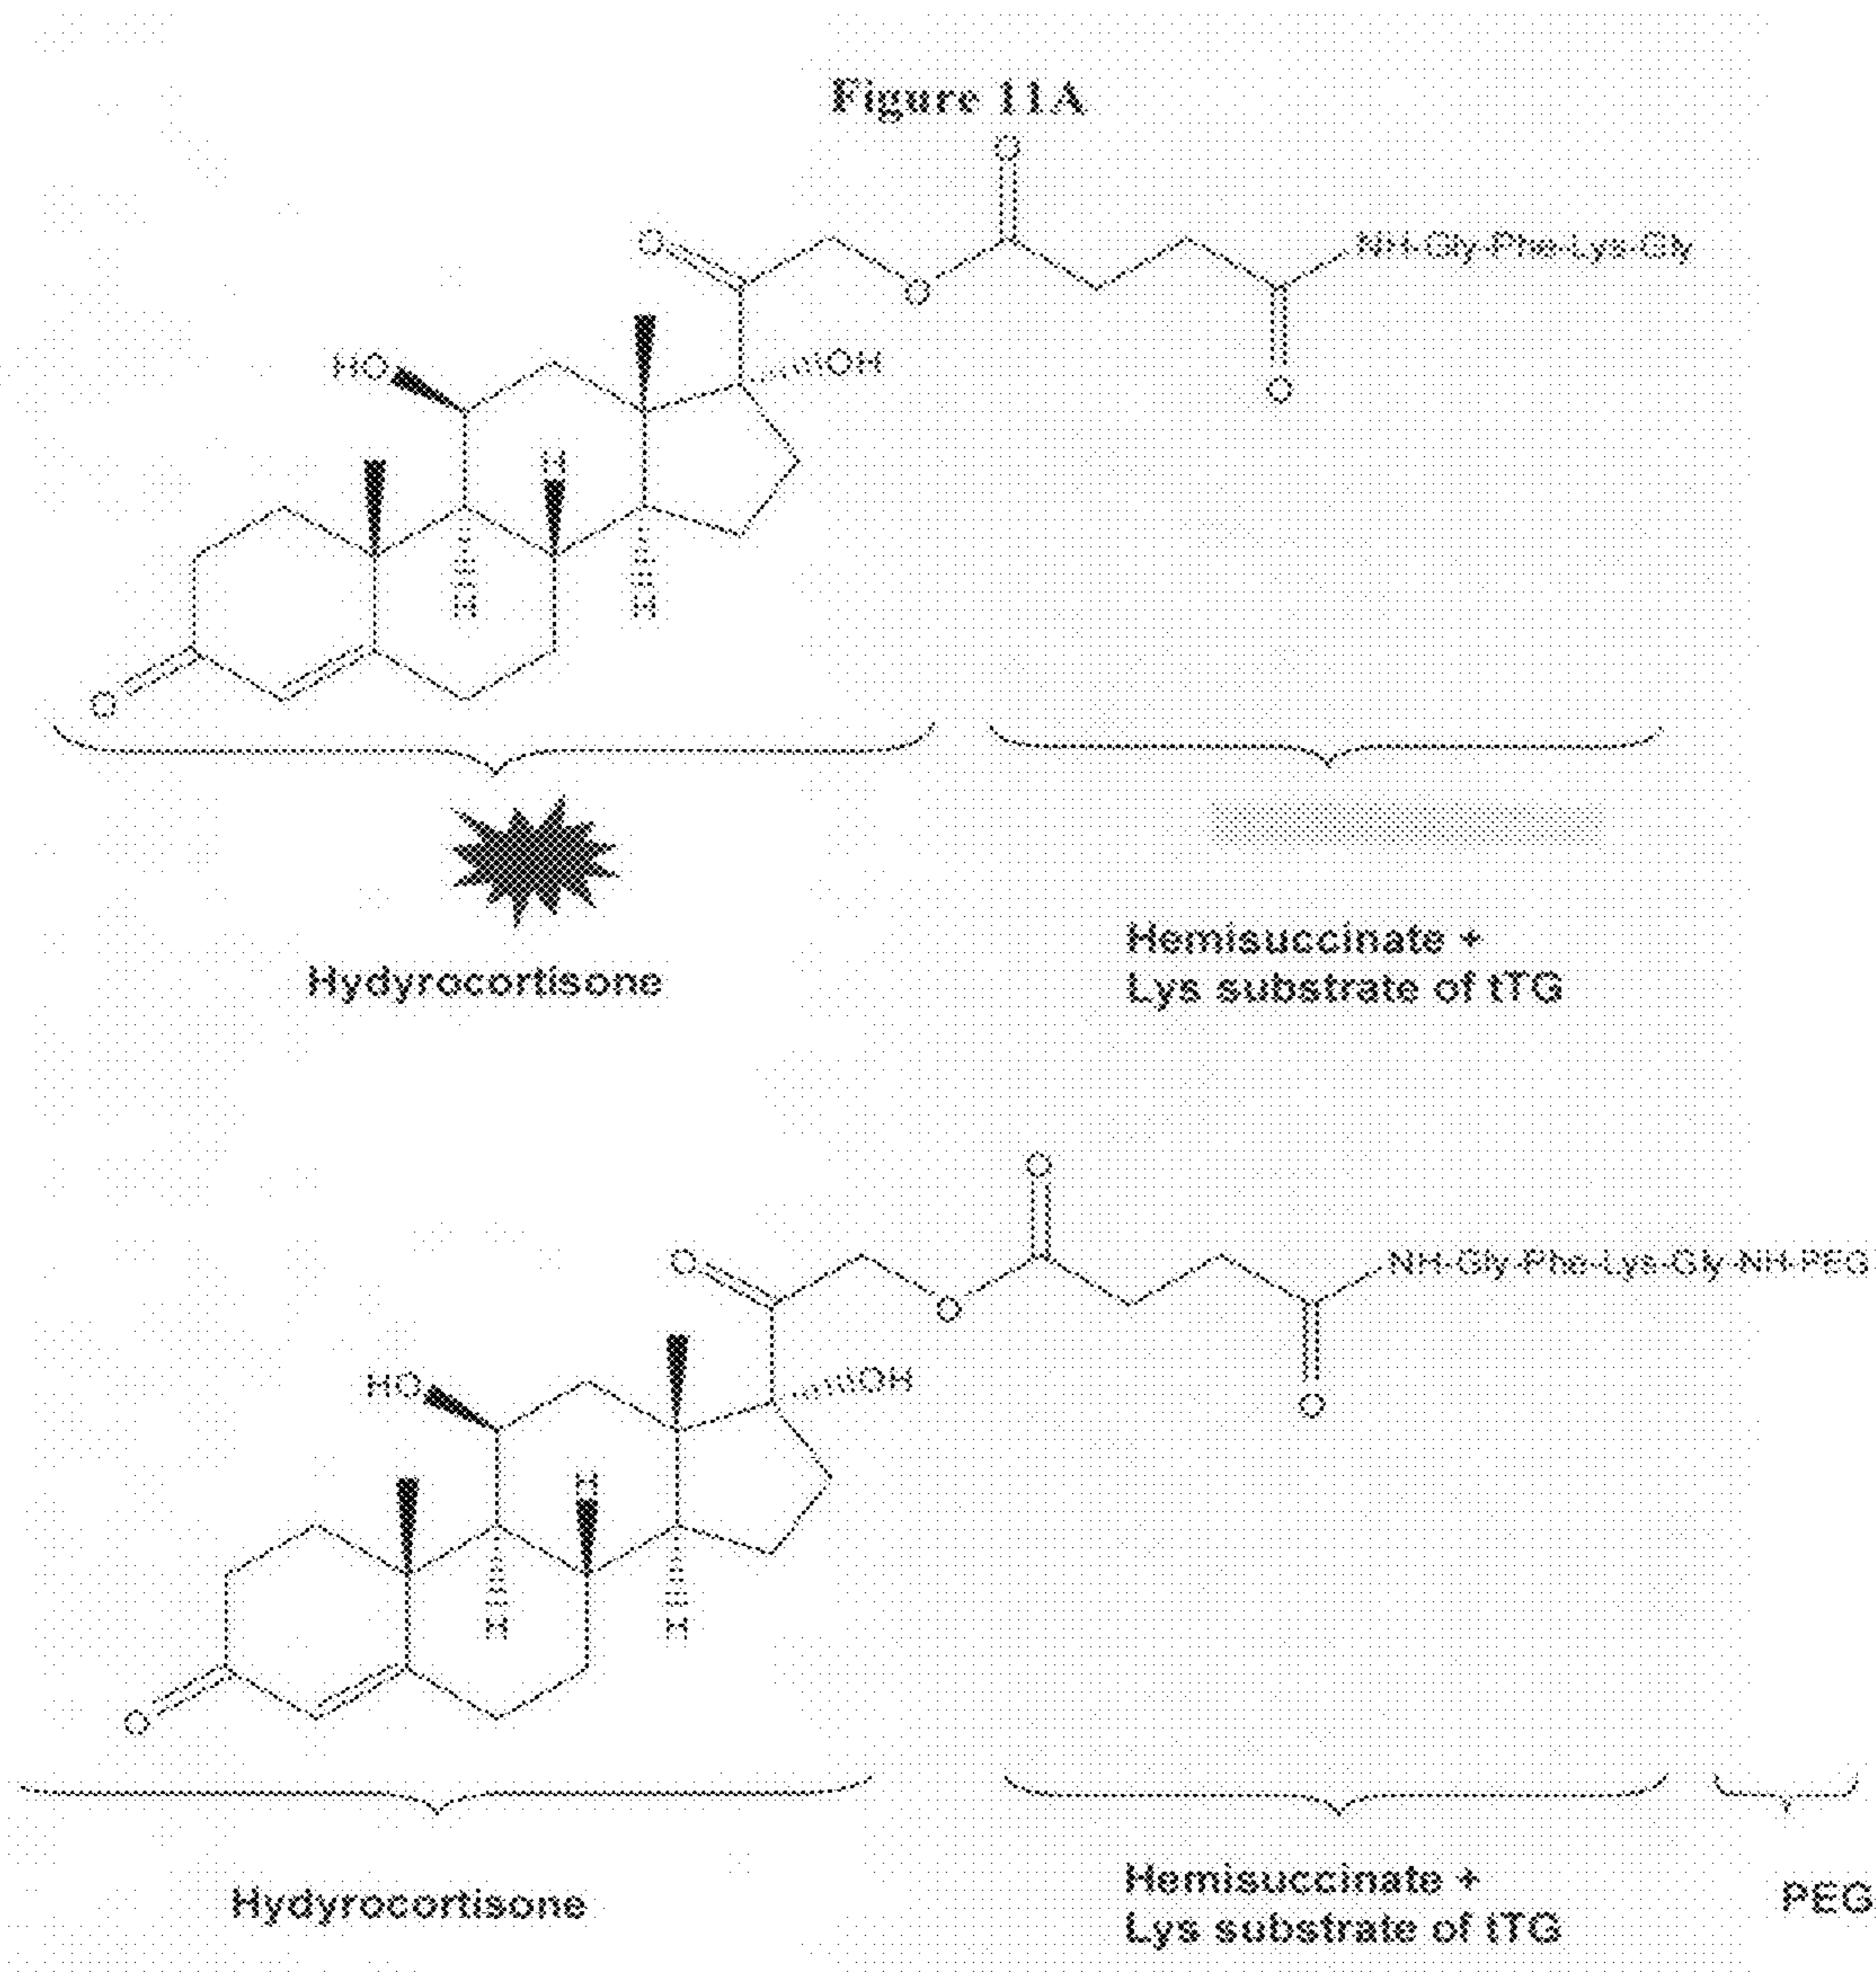 Figure 11A
O
O
NH-Gly-Phe-Lys-Gly
O
HO
OH
O
H
H
H
O
Hydyrocortisone
Hemisuccinate +
Lys substrate of tTG
O
O
NH-Gly-Phe-Lys-Gly-NH-PEG
O
HO
OH
O
H
H
H
O
Hydyrocortisone
Hemisuccinate +
Lys substrate of tTG
PEG